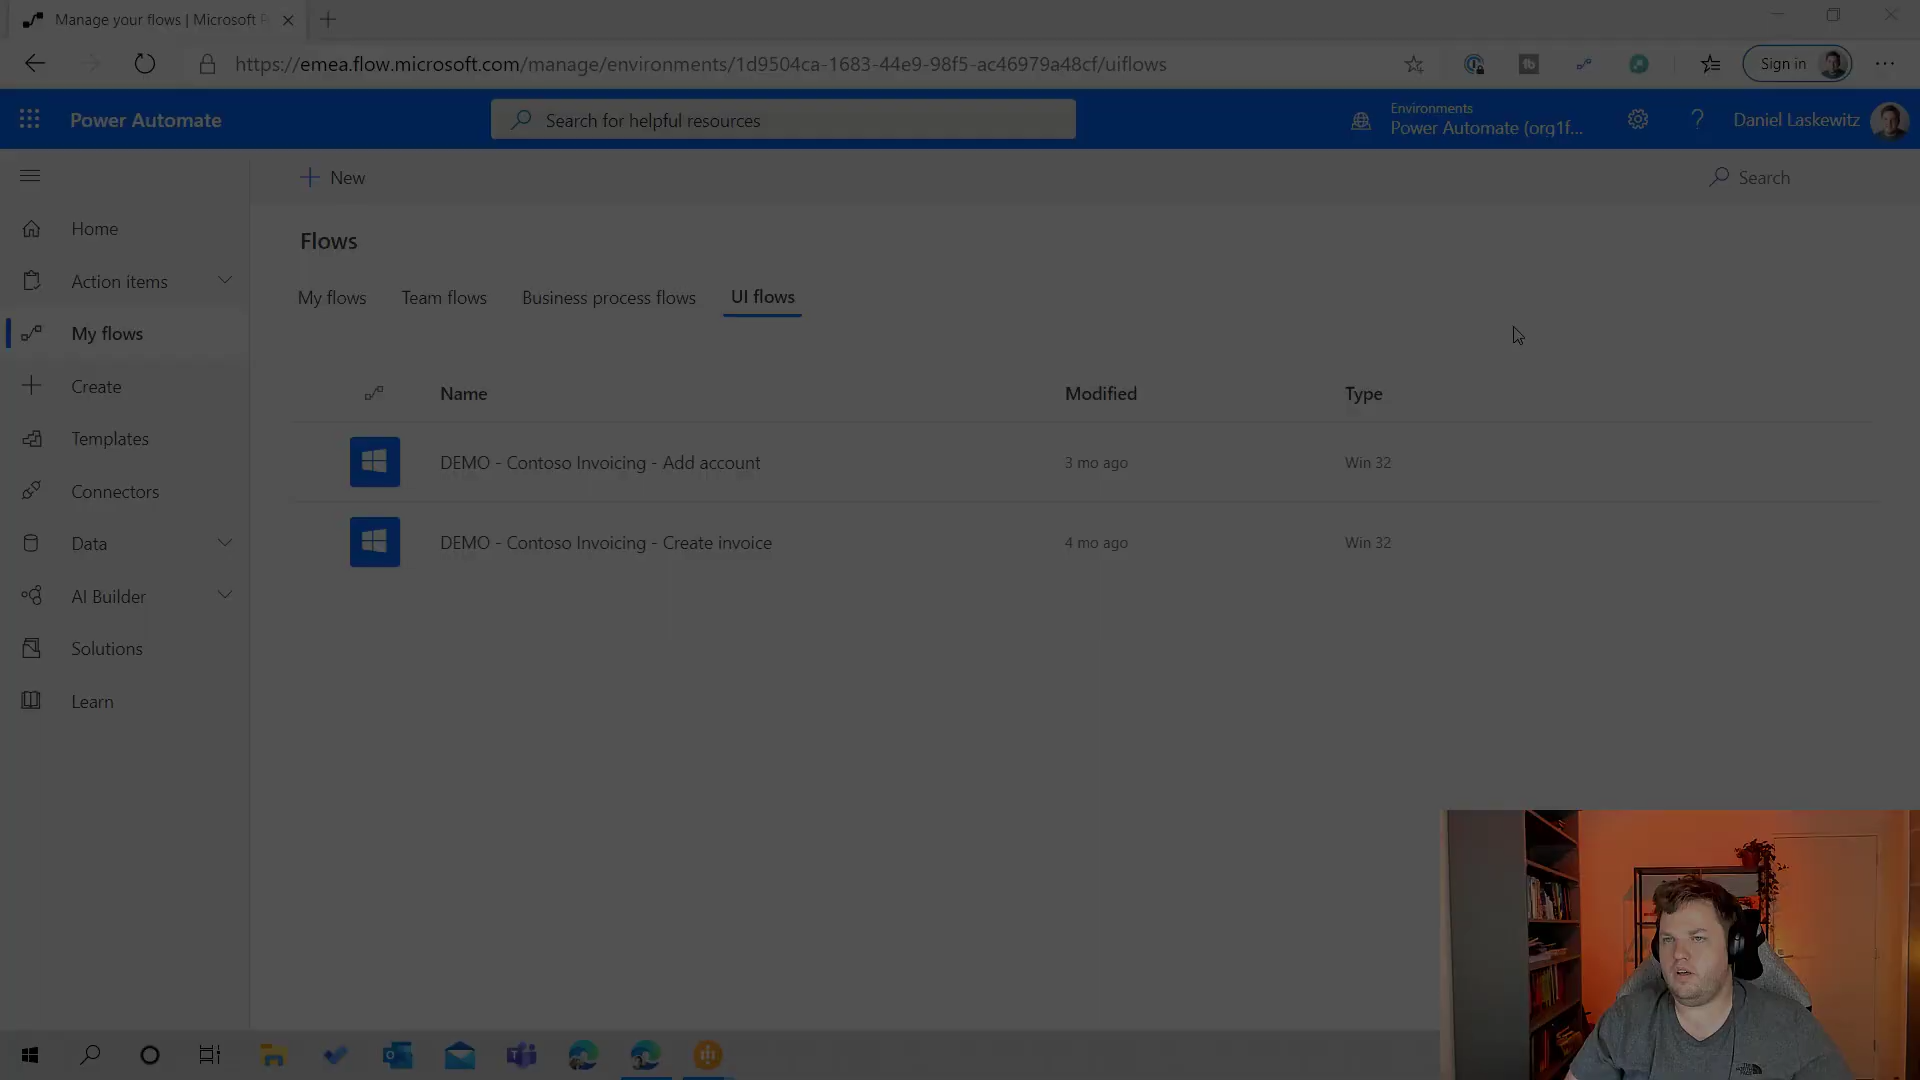 Manage your flows | Microsoft P
https://emea.flow.microsoft.com/manage/environments/1d9504ca-1683-44e9-98f5-ac46979a48cf/uiflows
Sign in
Power Automate
Search for helpful resources
Environments
Power Automate (org1f...
Daniel Laskewitz
New
Search
Home
Action items
My flows
Create
Templates
Connectors
Data
AI Builder
Solutions
Learn
Flows
My flows
Team flows
Business process flows
UI flows
Name
Modified
Type
DEMO - Contoso Invoicing - Add account
3 mo ago
Win 32
DEMO - Contoso Invoicing - Create invoice
4 mo ago
Win 32